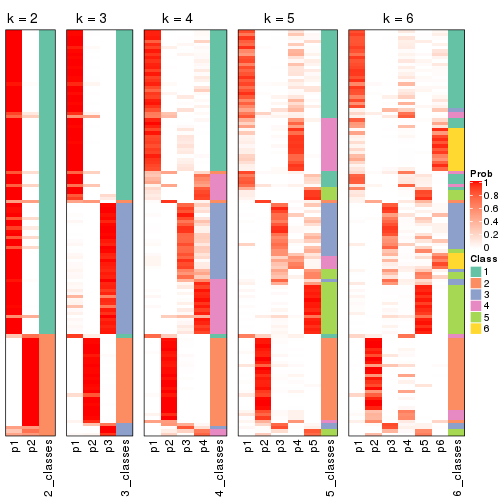 k = 2
k = 3
k = 4
k = 5
k = 6
Prob
1
0.8
0.6
0.4
0.2
0
Class
1
2
3
4
5
6
p1
p2
2_classes
p1
p2
p3
3_classes
p1
p2
p3
p4
4_classes
p1
p2
p3
p4
p5
5_classes
p1
p2
p3
p4
p5
p6
6_classes